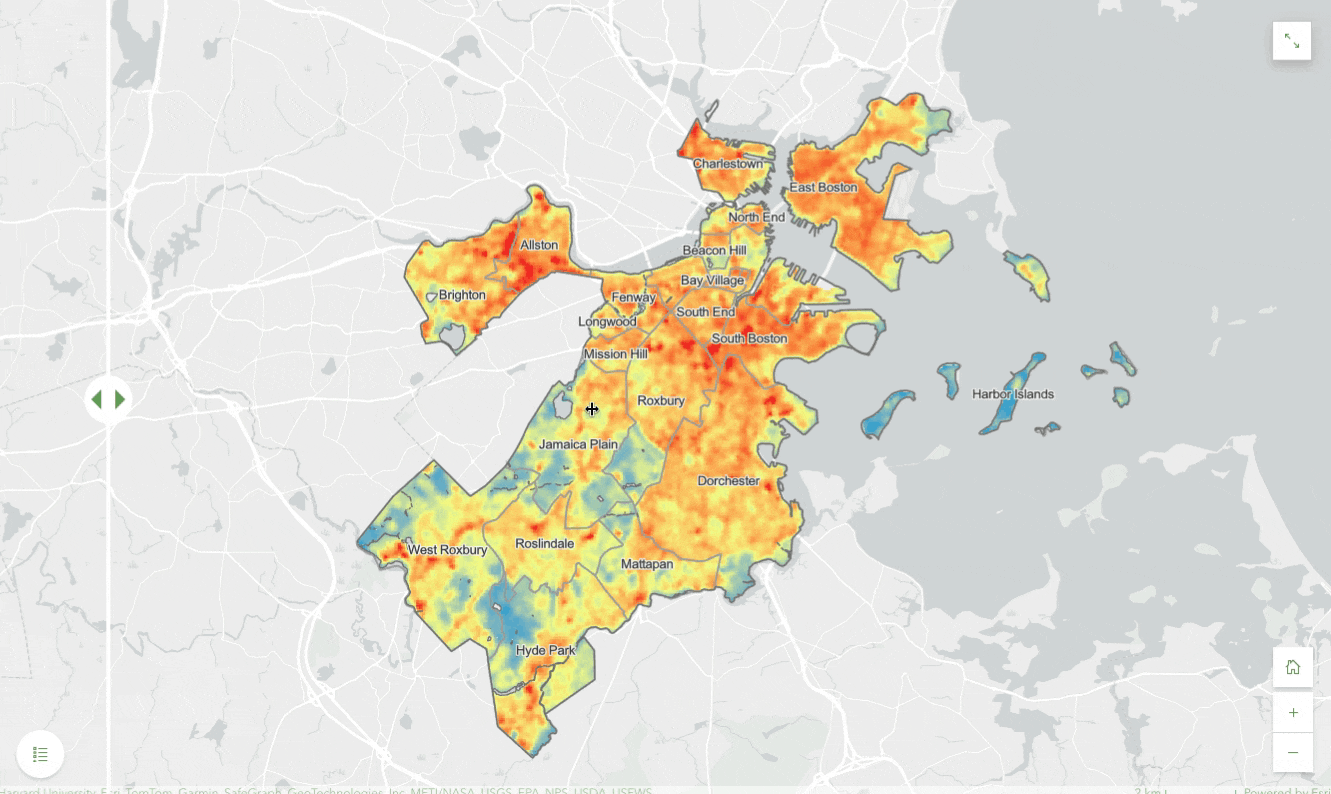 Charlestown
East Boston
North End
Allston
Beacon Hill
Bay Village
Brighton
Fenway
South End
Longwood
South Boston
Mission Hill
Harbor Islands
Roxbury
Jamaica Plain
Dorchester
West Roxbury
Roslindale
Mattapan
Hyde Park
Harvard University, Esri, TomTom, Garmin, SafeGraph, GeoTechnologies, Inc, METI/NASA, USGS, EPA, NPS, USDA, USFWS
2 km
Powered by Esri